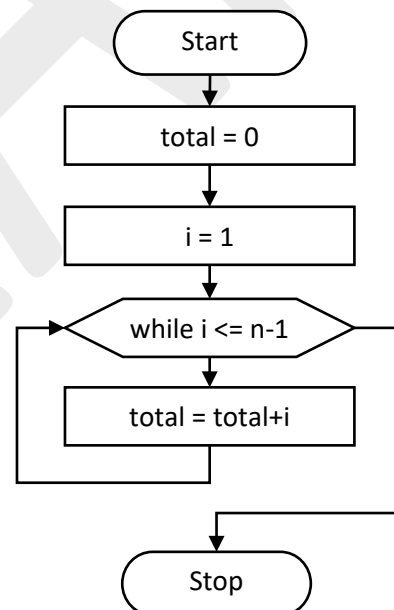 Start
total = 0
i = 1
while i <= n-1
total = total+i
Stop